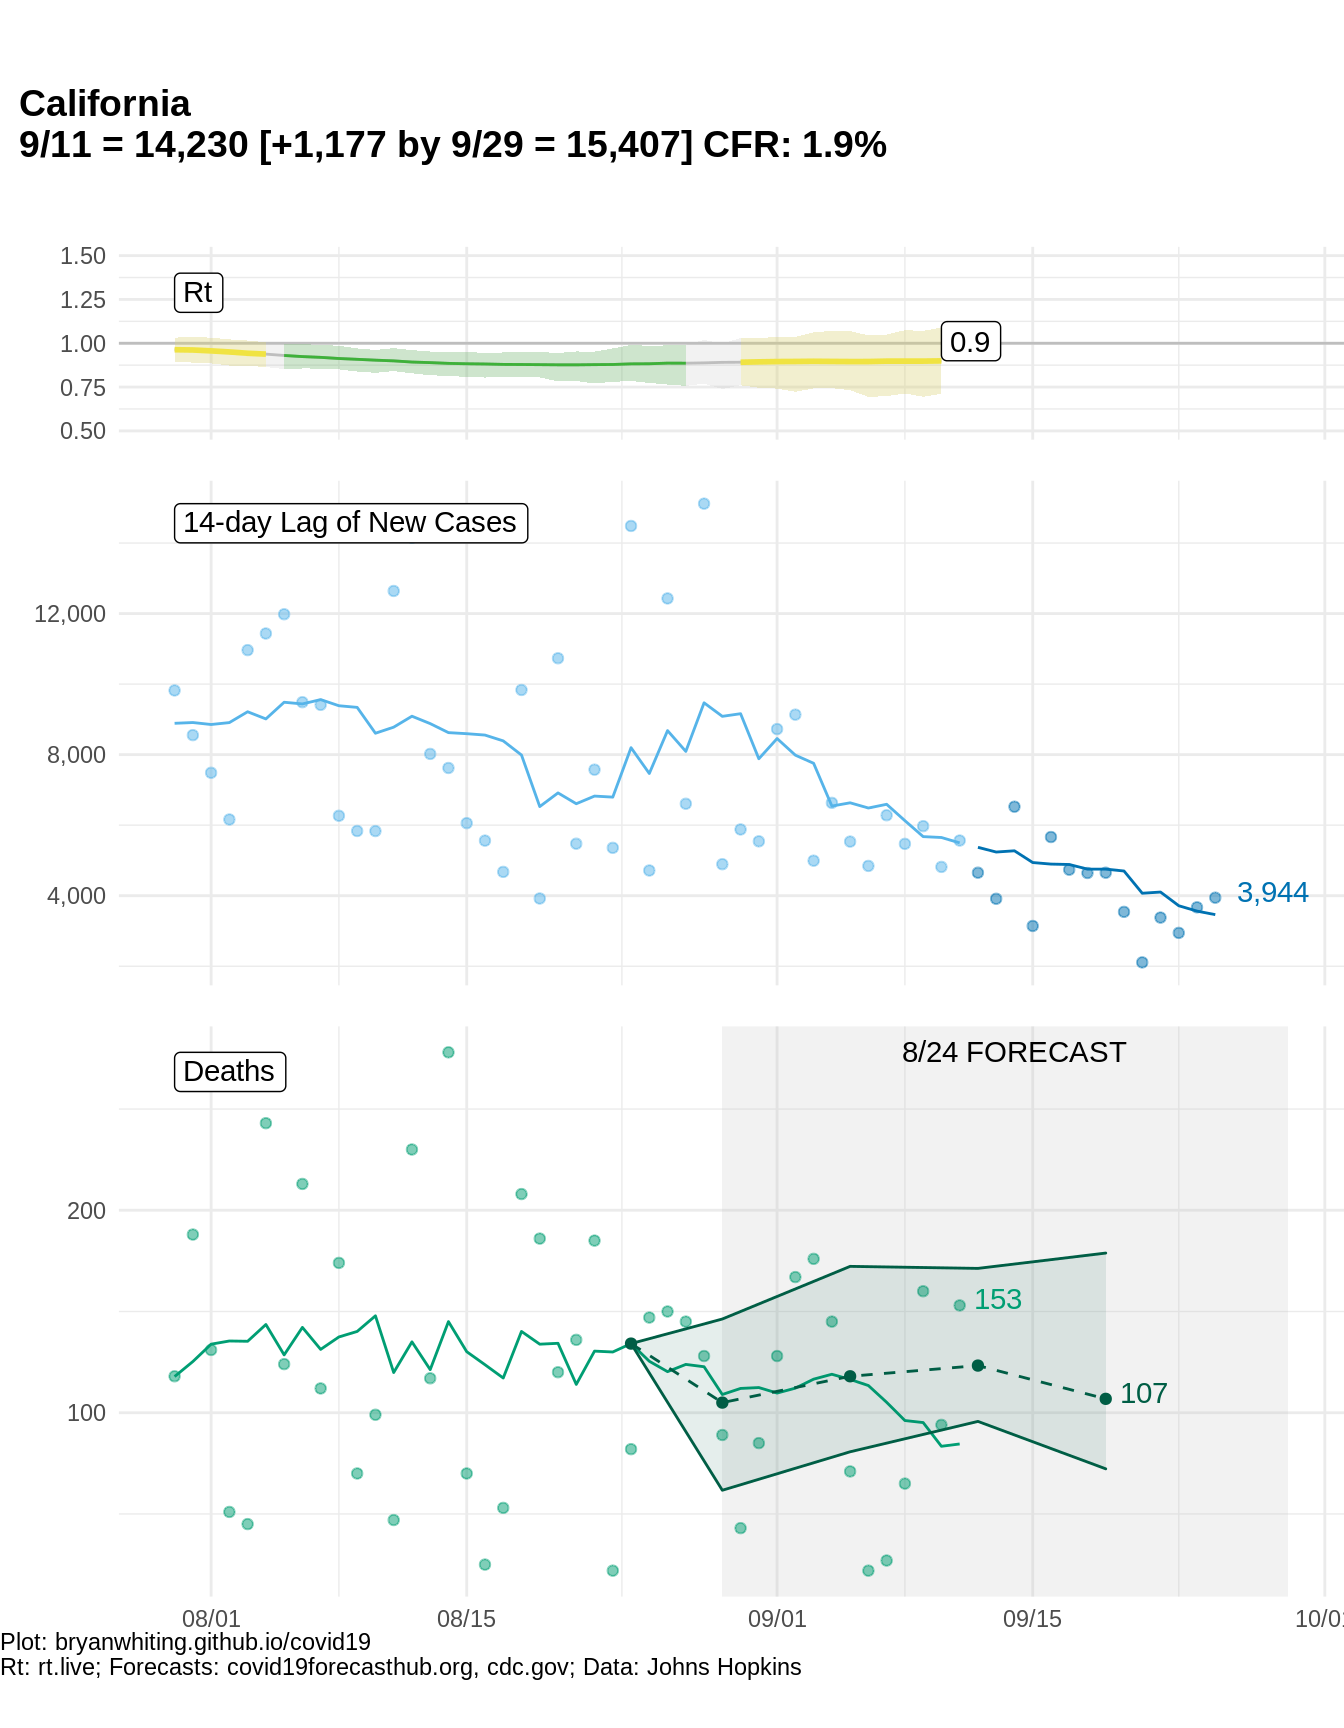 California
9/11 = 14,230 [+1,177 by 9/29 = 15,407] CFR: 1.9%
1.50
Rt
1.25
1.00
0.9
0.75
0.50
14-day Lag of New Cases
12,000
8,000
4,000
3,944
8/24 FORECAST
Deaths
200
153
107
100
08/01
08/15
09/01
09/15
10/0
Plot: bryanwhiting.github.io/covid19
Rt: rt.live; Forecasts: covid19forecasthub.org, cdc.gov; Data: Johns Hopkins